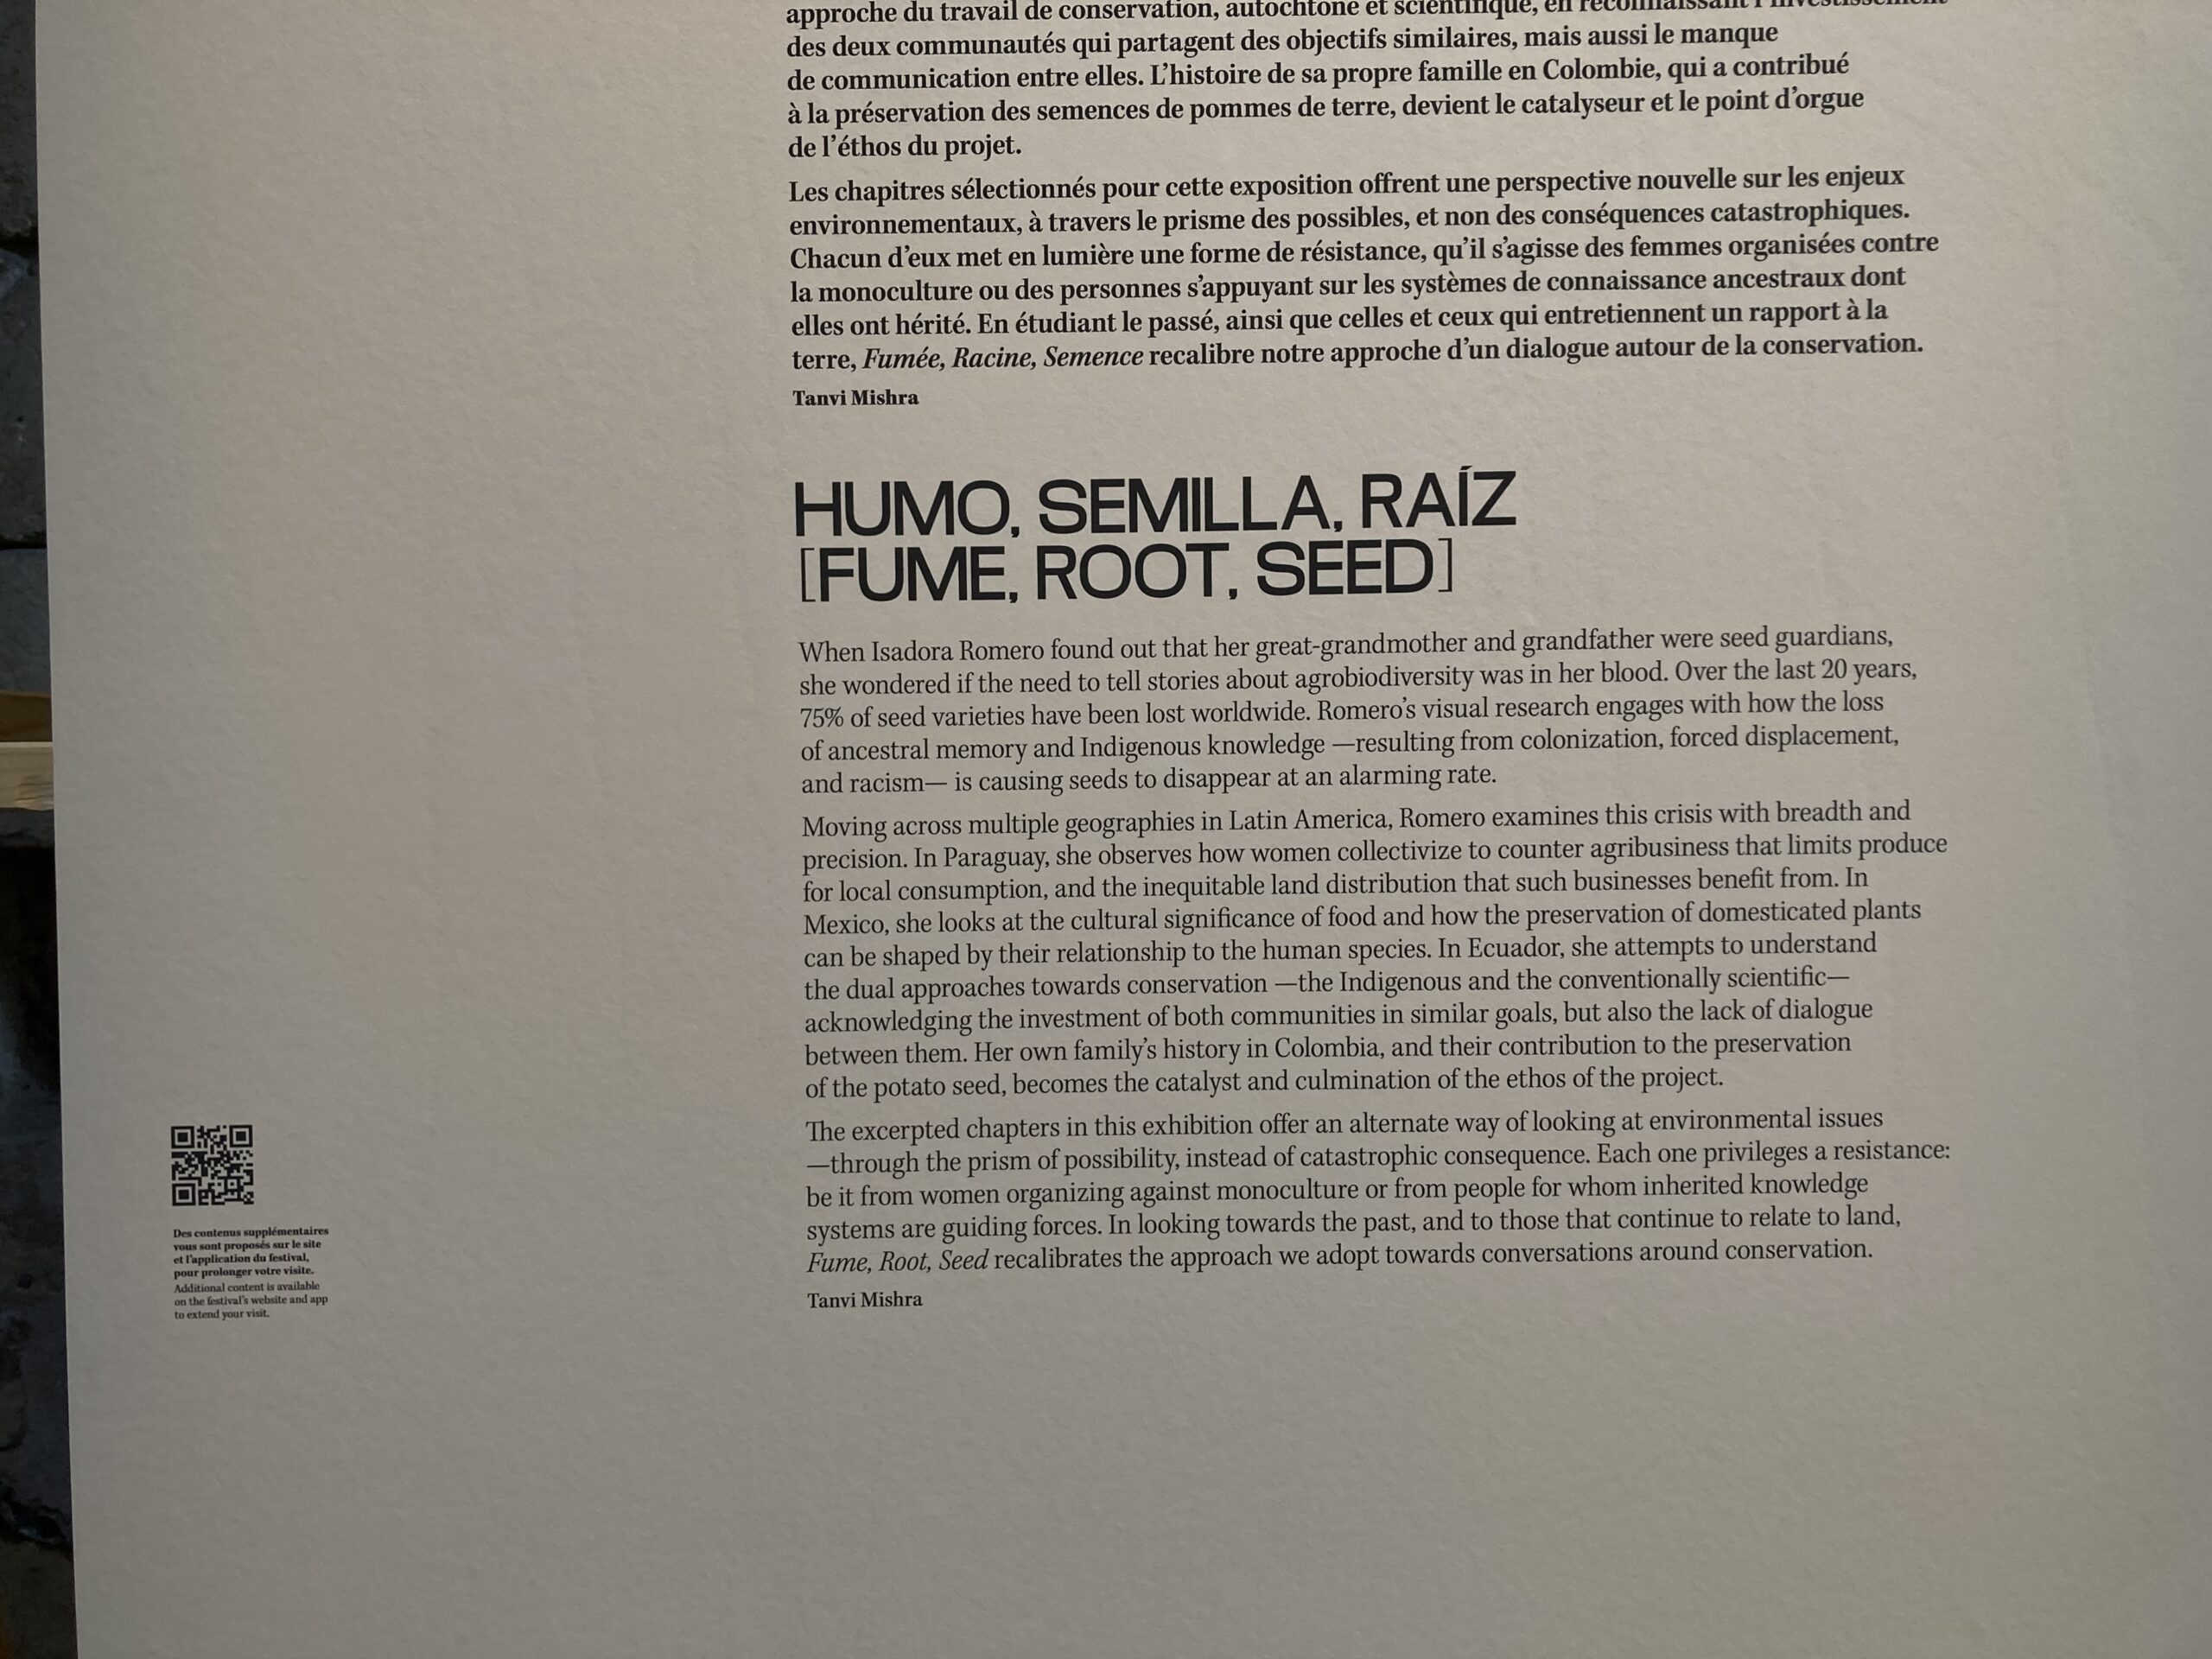 approche du travail de conservation, autochtone et scientifique, en reconnaissant l'investissement
des deux communautés qui partagent des objectifs similaires, mais aussi le manque
de communication entre elles. L'histoire de sa propre famille en Colombie, qui a contribué
à la préservation des semences de pommes de terre, devient le catalyseur et le point d'orgue
de l'éthos du projet.
Les chapitres sélectionnés pour cette exposition offrent une perspective nouvelle sur les enjeux
environnementaux, à travers le prisme des possibles, et non des conséquences catastrophiques.
Chacun d'eux met en lumière une forme de résistance, qu'il s'agisse des femmes organisées contre
la monoculture ou des personnes s'appuyant sur les systèmes de connaissance ancestraux dont
elles ont hérité. En étudiant le passé, ainsi que celles et ceux qui entretiennent un rapport à la
terre, Fumée, Racine, Semence recalibre notre approche d'un dialogue autour de la conservation.
Tanvi Mishra
HUMO, SEMILLA, RAÍZ
[FUME, ROOT, SEED]
When Isadora Romero found out that her great-grandmother and grandfather were seed guardians,
she wondered if the need to tell stories about agrobiodiversity was in her blood. Over the last 20 years,
75% of seed varieties have been lost worldwide. Romero's visual research engages with how the loss
of ancestral memory and Indigenous knowledge —resulting from colonization, forced displacement,
and racism— is causing seeds to disappear at an alarming rate.
Moving across multiple geographies in Latin America, Romero examines this crisis with breadth and
precision. In Paraguay, she observes how women collectivize to counter agribusiness that limits produce
for local consumption, and the inequitable land distribution that such businesses benefit from. In
Mexico, she looks at the cultural significance of food and how the preservation of domesticated plants
can be shaped by their relationship to the human species. In Ecuador, she attempts to understand
the dual approaches towards conservation —the Indigenous and the conventionally scientific—
acknowledging the investment of both communities in similar goals, but also the lack of dialogue
between them. Her own family's history in Colombia, and their contribution to the preservation
of the potato seed, becomes the catalyst and culmination of the ethos of the project.
The excerpted chapters in this exhibition offer an alternate way of looking at environmental issues
—through the prism of possibility, instead of catastrophic consequence. Each one privileges a resistance:
be it from women organizing against monoculture or from people for whom inherited knowledge
systems are guiding forces. In looking towards the past, and to those that continue to relate to land,
Fume, Root, Seed recalibrates the approach we adopt towards conversations around conservation.
Tanvi Mishra
Des contenus supplémentaires
vous sont proposés sur le site
et l'application du festival,
pour prolonger votre visite.
Additional content is available
on the festival's website and app
to extend your visit.